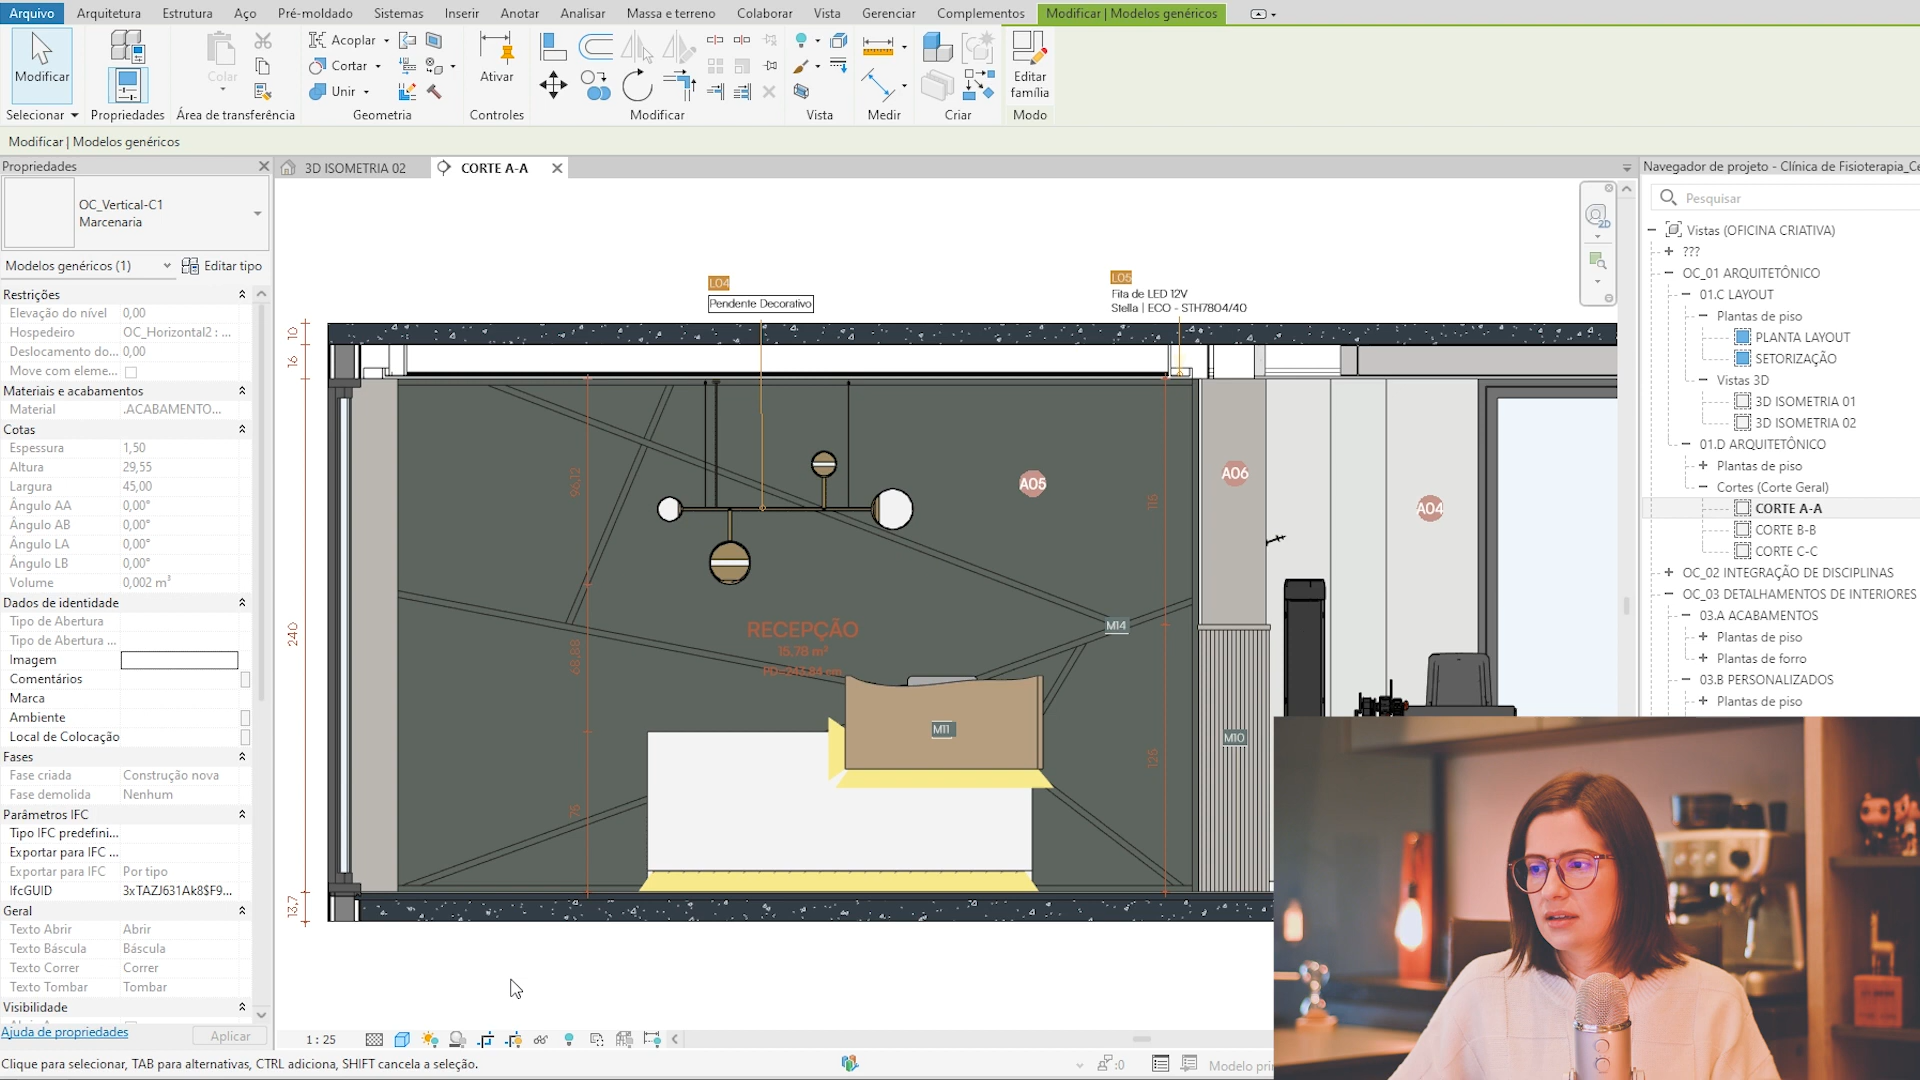 Arquivo Arquitetura Estrutura Aço Pré-moldado Sistemas Inserir Anotar Analisar Massa e terreno Colaborar Vista Gerenciar Complementos Modificar | Modelos genéricos
Modificar
Colar
Acoplar
Cortar
Unir
Ativar
Editar família
Selecionar Propriedades Área de transferência Geometria Controles Modificar Vista Medir Criar Modo
Modificar | Modelos genéricos
Propriedades
OC_Vertical-C1
Marcenaria
Modelos genéricos (1) Editar tipo
Restrições
Elevação do nível 0,00
Hospedeiro OC_Horizontal2 : ...
Deslocamento do... 0,00
Move com eleme...
Materiais e acabamentos
Material .ACABAMENTO...
Cotas
Espessura 1,50
Altura 29,55
Largura 45,00
Ângulo AA 0,00°
Ângulo AB 0,00°
Ângulo LA 0,00°
Ângulo LB 0,00°
Volume 0,002 m³
Dados de identidade
Tipo de Abertura
Tipo de Abertura ...
Imagem
Comentários
Marca
Ambiente
Local de Colocação
Fases
Fase criada Construção nova
Fase demolida Nenhum
Parâmetros IFC
Tipo IFC predefini...
Exportar para IFC ...
Exportar para IFC Por tipo
IfcGUID 3xTAZJ631Ak8$F9...
Geral
Texto Abrir Abrir
Texto Báscula Báscula
Texto Correr Correr
Texto Tombar Tombar
Visibilidade
Ajuda de propriedades Aplicar
3D ISOMETRIA 02 CORTE A-A
2D
L04
Pendente Decorativo
L05
Fita de LED 12V
Stella | ECO - STH7804/40
10
16
240
13,7
96,12
68,88
76
115
125
A05
A06
A04
RECEPÇÃO
15,78 m²
M14
M11
M10
1 : 25
Clique para selecionar, TAB para alternativas, CTRL adiciona, SHIFT cancela a seleção.
:0
Modelo pri
Navegador de projeto - Clínica de Fisioterapia_Ce
Pesquisar
Vistas (OFICINA CRIATIVA)
???
OC_01 ARQUITETÔNICO
01.C LAYOUT
Plantas de piso
PLANTA LAYOUT
SETORIZAÇÃO
Vistas 3D
3D ISOMETRIA 01
3D ISOMETRIA 02
01.D ARQUITETÔNICO
Plantas de piso
Cortes (Corte Geral)
CORTE A-A
CORTE B-B
CORTE C-C
OC_02 INTEGRAÇÃO DE DISCIPLINAS
OC_03 DETALHAMENTOS DE INTERIORES
03.A ACABAMENTOS
Plantas de piso
Plantas de forro
03.B PERSONALIZADOS
Plantas de piso